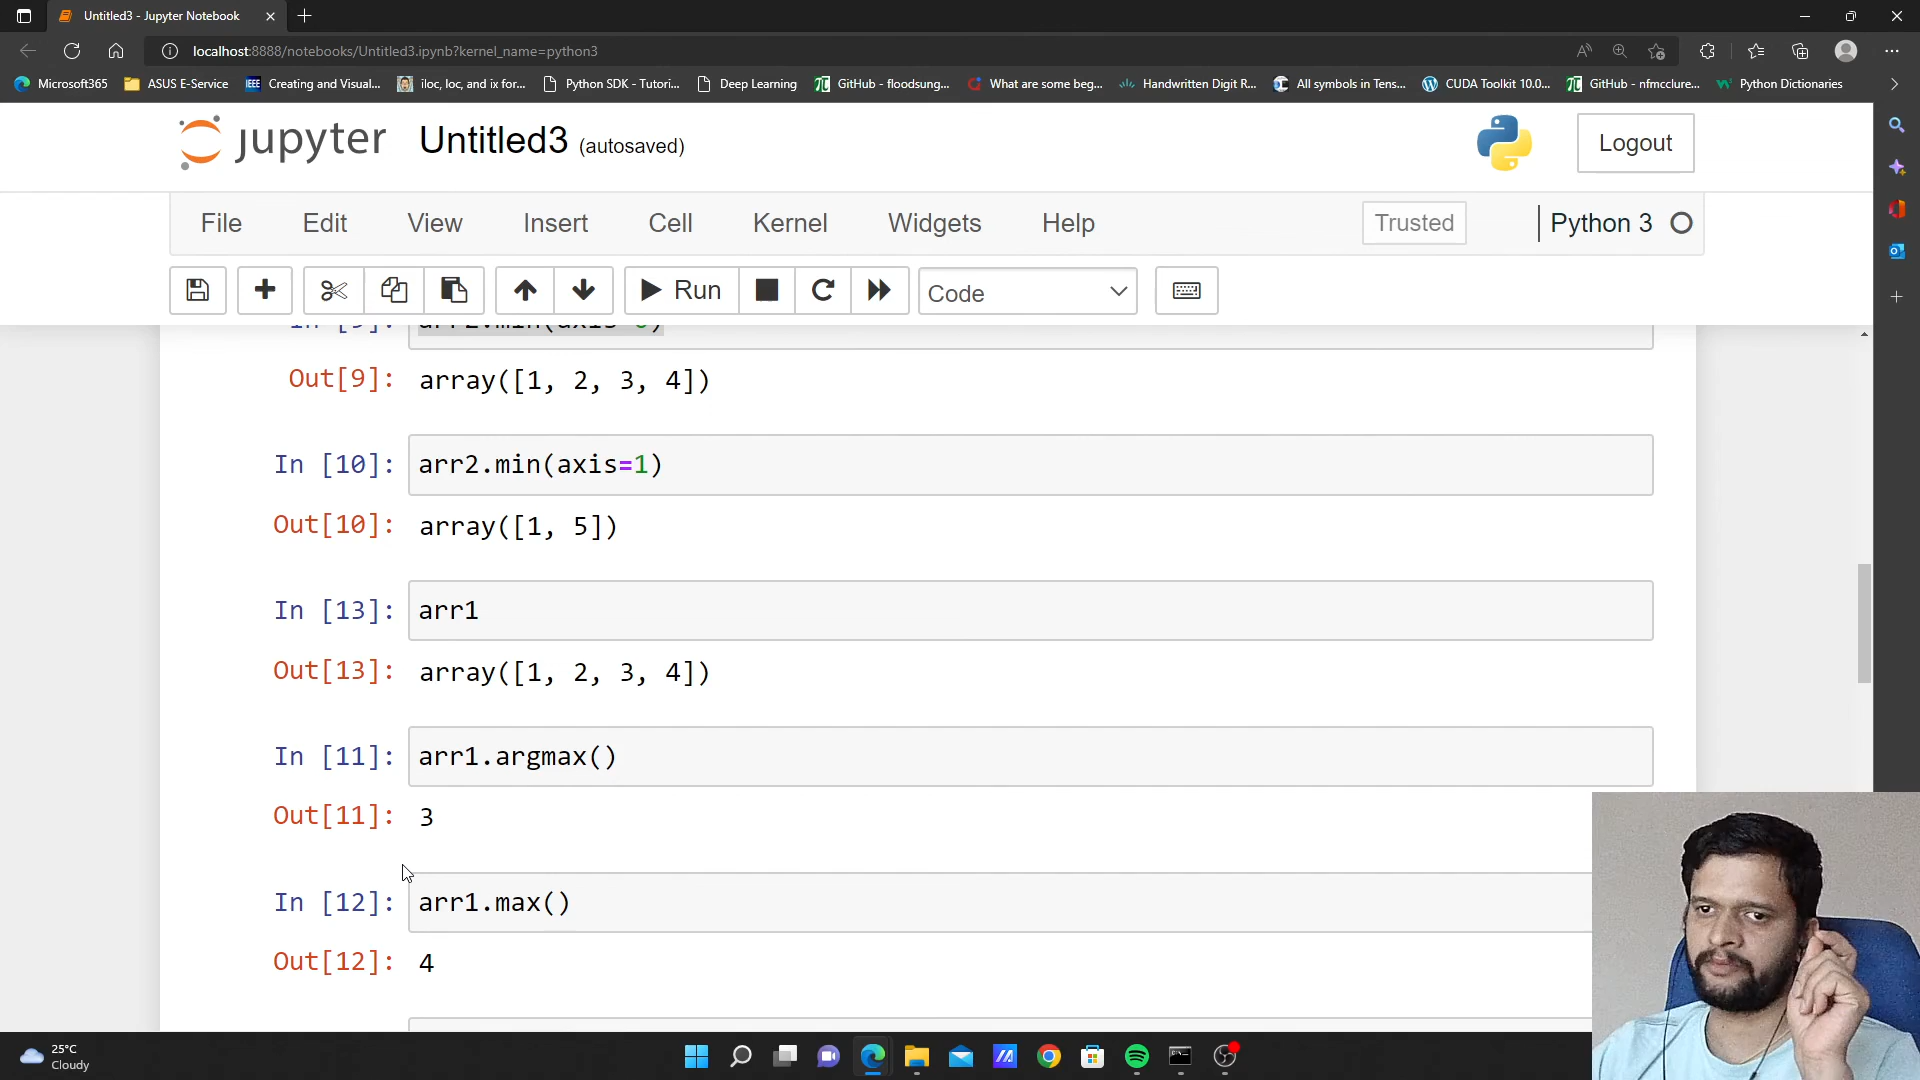 Untitled3 - Jupyter Notebook
localhost:8888/notebooks/Untitled3.ipynb?kernel_name=python3
Microsoft365 ASUS E-Service Creating and Visual... iloc, loc, and ix for... Python SDK - Tutori... Deep Learning GitHub - floodsung... What are some beg... Handwritten Digit R... All symbols in Tens... CUDA Toolkit 10.0... GitHub - nfmcclure... Python Dictionaries
jupyter Untitled3 (autosaved) Logout
File Edit View Insert Cell Kernel Widgets Help Trusted Python 3
Run Code
In [9]: arr2.min(axis=0)
Out[9]: array([1, 2, 3, 4])
In [10]: arr2.min(axis=1)
Out[10]: array([1, 5])
In [13]: arr1
Out[13]: array([1, 2, 3, 4])
In [11]: arr1.argmax()
Out[11]: 3
In [12]: arr1.max()
Out[12]: 4
25°C
Cloudy